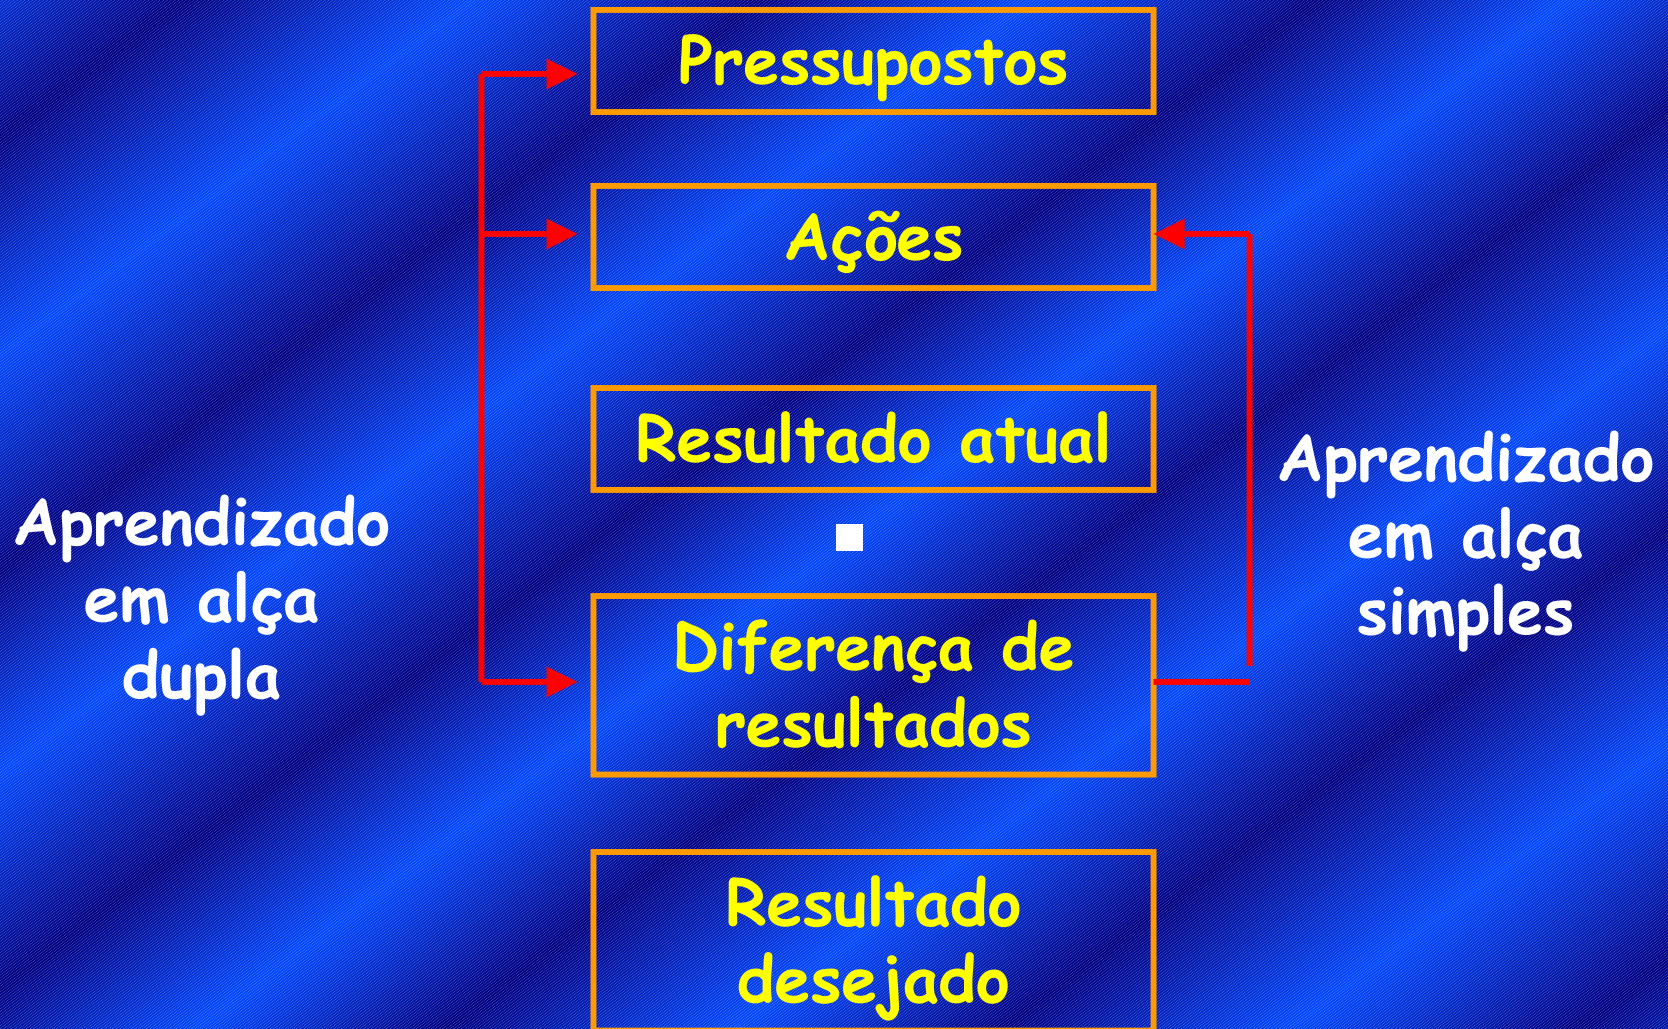 Pressupostos
Ações
Resultado atual
Aprendizado
em alça
simples
Aprendizado
em alça
dupla
Diferença de
resultados
Resultado
desejado